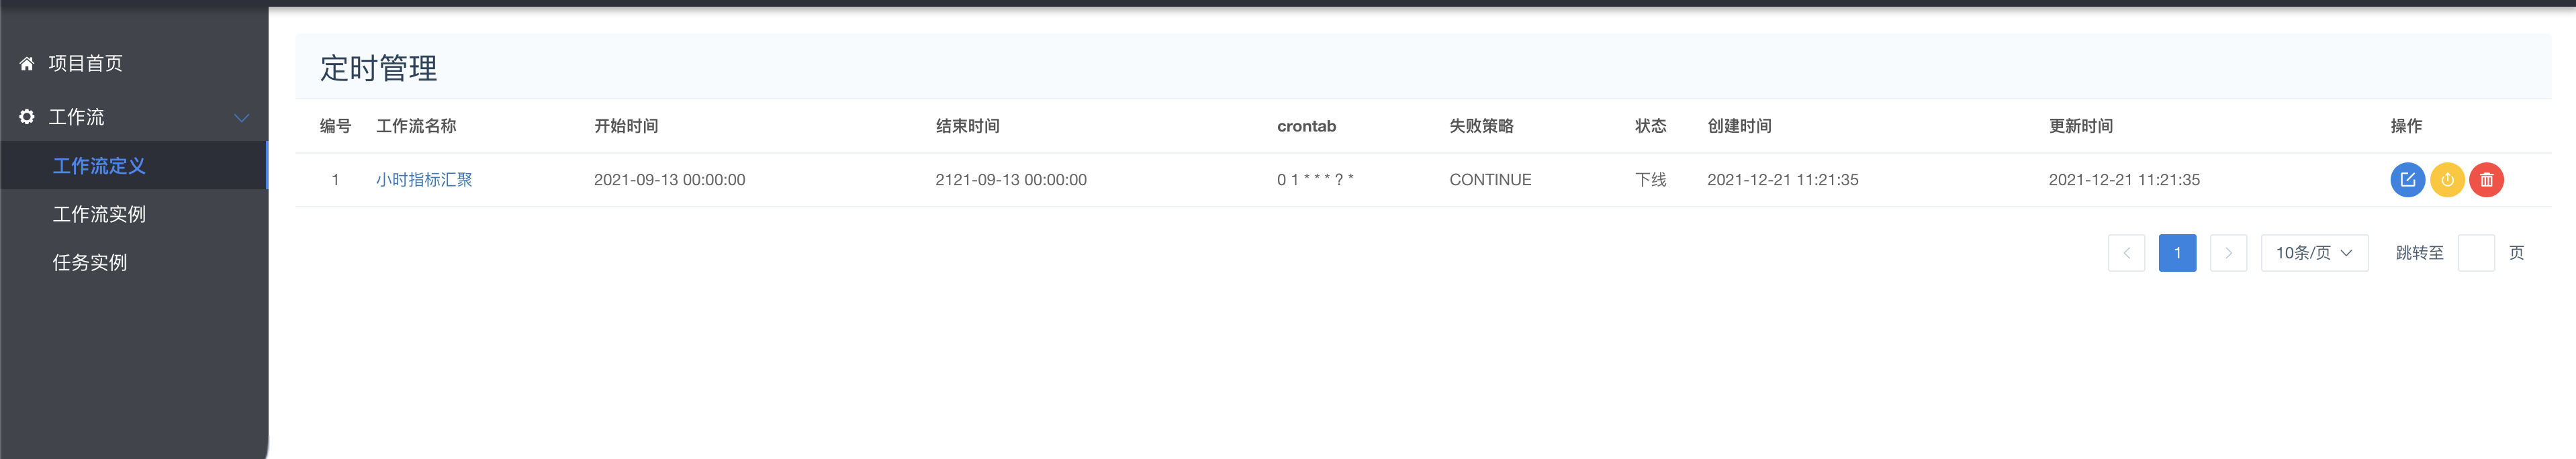 项目首页
工作流
工作流定义
工作流实例
任务实例
定时管理
编号 工作流名称 开始时间 结束时间 crontab 失败策略 状态 创建时间 更新时间 操作
1 小时指标汇聚 2021-09-13 00:00:00 2121-09-13 00:00:00 0 1 * * * ? * CONTINUE 下线 2021-12-21 11:21:35 2021-12-21 11:21:35
1 10条/页 跳转至 页